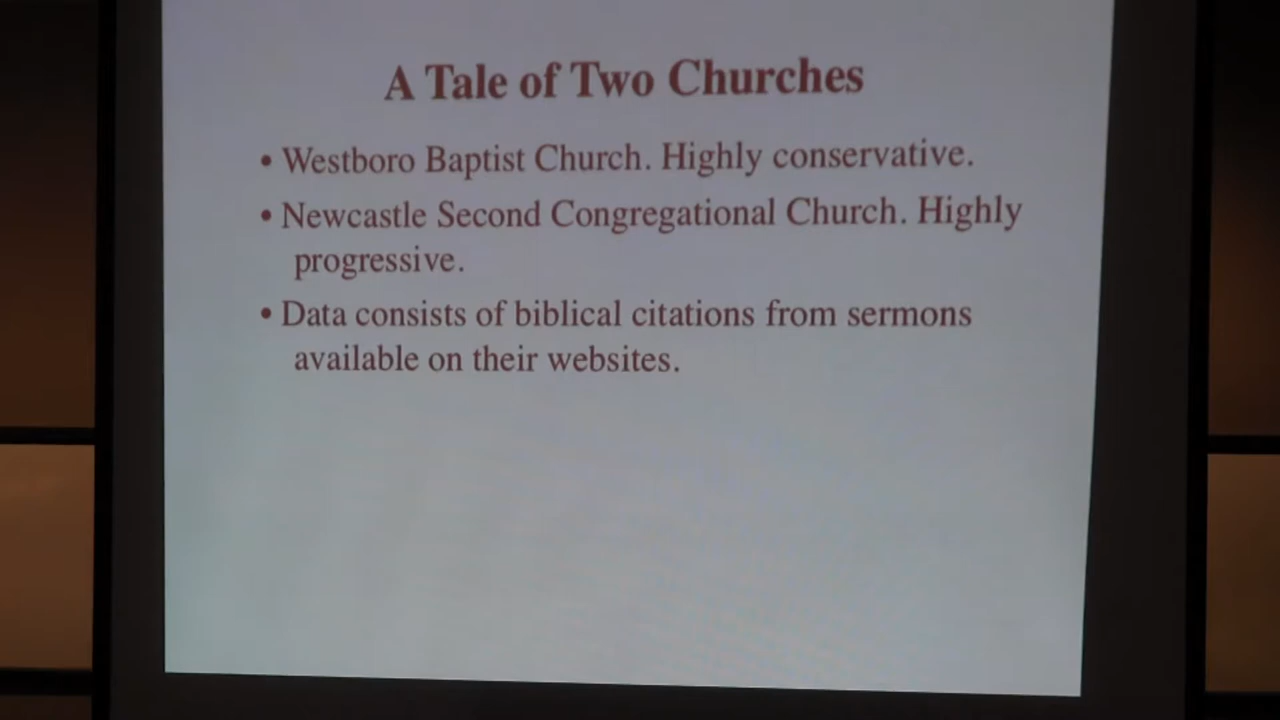 A Tale of Two Churches
• Westboro Baptist Church. Highly conservative.
• Newcastle Second Congregational Church. Highly
progressive.
• Data consists of biblical citations from sermons
available on their websites.